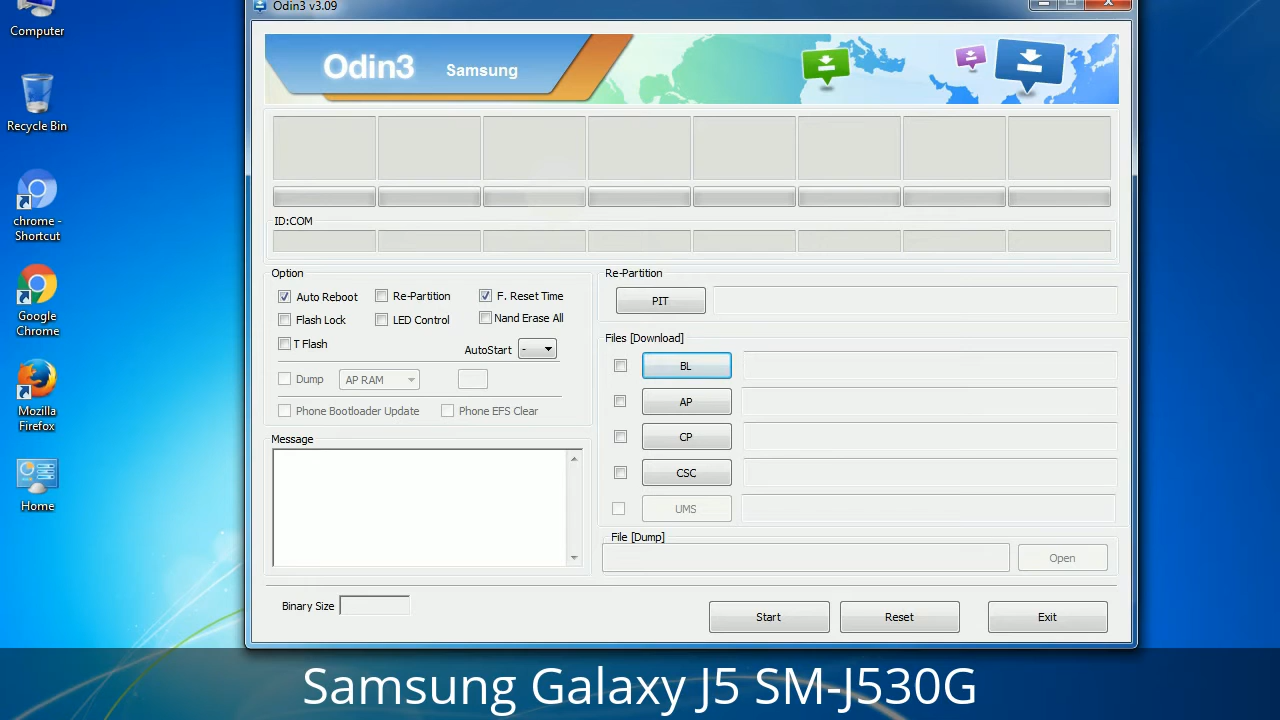 Computer
Recycle Bin
chrome -
Shortcut
Google
Chrome
Mozilla
Firefox
Home
Odin3 v3.09
Odin3 Samsung
ID:COM
Option
Auto Reboot Re-Partition F. Reset Time
Flash Lock LED Control Nand Erase All
T Flash AutoStart -
Dump AP RAM
Phone Bootloader Update Phone EFS Clear
Message
Re-Partition
PIT
Files [Download]
BL
AP
CP
CSC
UMS
File [Dump]
Open
Binary Size
Start Reset Exit
Samsung Galaxy J5 SM-J530G